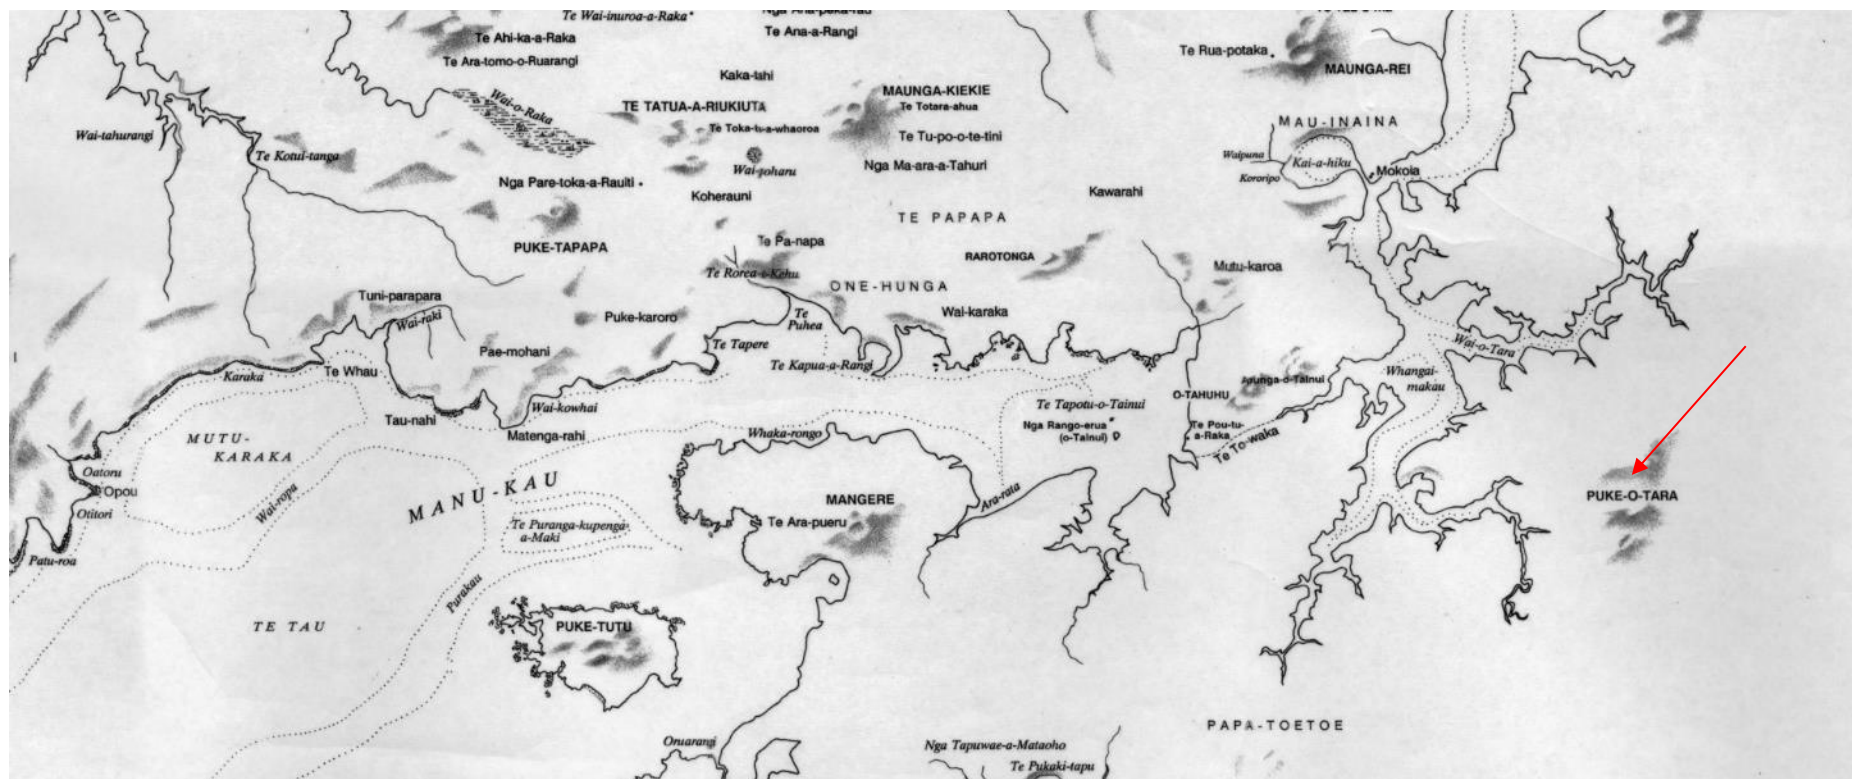 Te Wai-inuroa-a-Raka
Te Ahi-ka-a-Raka
Te Ana-a-Rangi
Te Ara-tomo-o-Ruarangi
Te Rua-potaka
MAUNGA-REI
Kaka-tahi
MAUNGA-KIEKIE
Wai-o-Raka
TE TATUA-A-RIUKIUTA
Te Totara-ahua
MAU-INAINA
Wai-tahurangi
Te Toka-tu-a-whaoroa
Te Tu-po-o-te-tini
Te Kotui-tanga
Waipuna
Kai-a-hiku
Mokoia
Nga Ma-ara-a-Tahuri
Kororipo
Nga Pare-toka-a-Rauiti
Koherauni
Kawarahi
TE PAPAPA
PUKE-TAPAPA
Te Pa-napa
RAROTONGA
Mutu-karoa
ONE-HUNGA
Tuni-parapara
Wai-raki
Puke-karoro
Te
Puhea
Wai-karaka
Te Tapere
Wai-o-Tara
Pae-mohani
Te Kapua-a-Rangi
Karaka
Te Whau
Whangai-
makau
O-TAHUHU
Wai-kowhai
Te Tapotu-o-Tainui
Tau-nahi
Nga Rango-erua
(o-Tainui)
Te Pou-tu-
a-Raka
Te To-waka
Matenga-rahi
Whaka-rongo
MUTU-
KARAKA
Oatoru
Opou
Otitori
Wai-ropa
MANU-KAU
MANGERE
Ara-rata
PUKE-O-TARA
Te Puranga-kupenga-
a-Maki
Te Ara-pueru
Patu-roa
Purakau
TE TAU
PUKE-TUTU
PAPA-TOETOE
Oruarangi
Nga Tapuwae-a-Mataoho
Te Pukaki-tapu